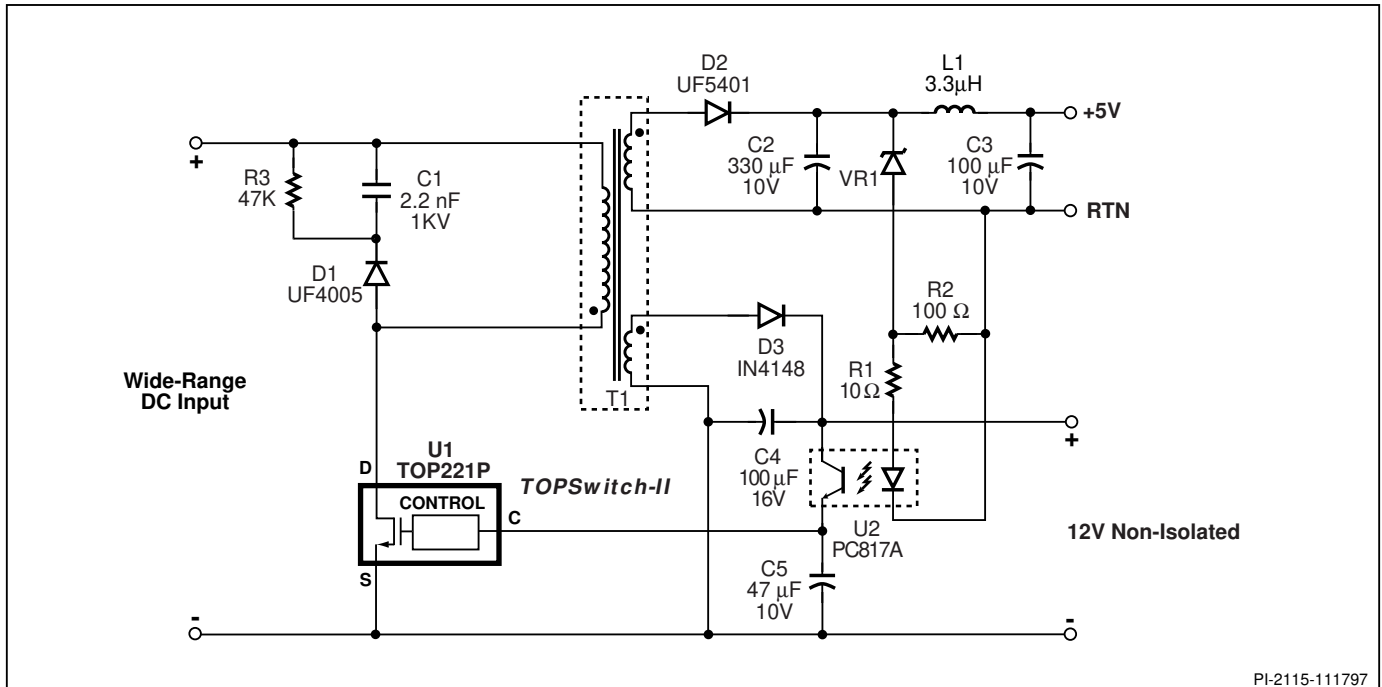 D2
UF5401
L1
3.3µH
+5V
C2
330 µF
10V
VR1
C3
100 µF
10V
RTN
+
R3
47K
C1
2.2 nF
1KV
D1
UF4005
R2
100 Ω
D3
IN4148
R1
10Ω
T1
Wide-Range
DC Input
+
C4
100 µF
16V
U1
TOP221P
D
TOPSwitch-II
CONTROL
C
S
U2
PC817A
12V Non-Isolated
C5
47 µF
10V
-
-
PI-2115-111797